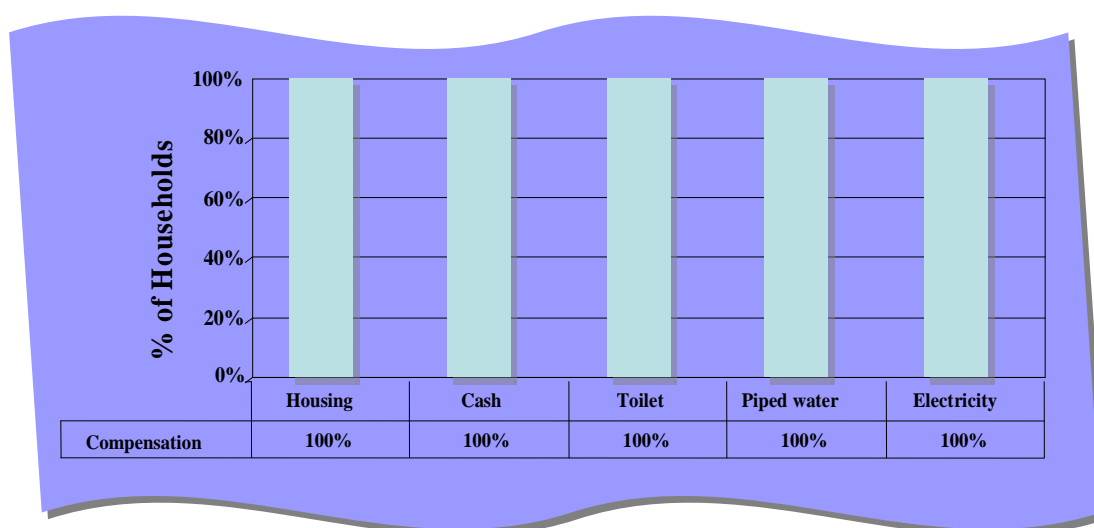 100%
80%
60%
40%
20%
0%
% of Households
Housing Cash Toilet Piped water Electricity
Compensation 100% 100% 100% 100% 100%